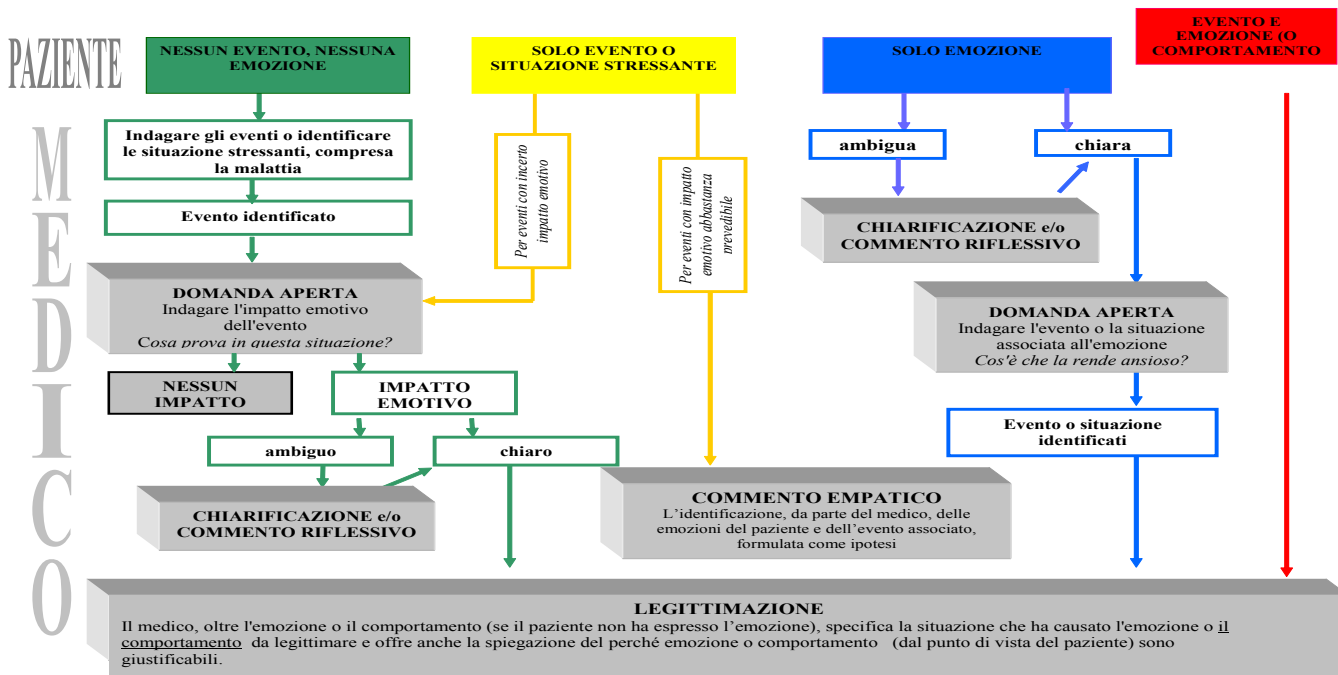 PAZIENTE
NESSUN EVENTO, NESSUNA
EMOZIONE
SOLO EVENTO O
SITUAZIONE STRESSANTE
SOLO EMOZIONE
EVENTO E
EMOZIONE (O
COMPORTAMENTO
MEDICO
Indagare gli eventi o identificare
le situazione stressanti, compresa
la malattia
Evento identificato
Per eventi con incerto
impatto emotivo
Per eventi con impatto
emotivo abbastanza
prevedibile
ambigua
chiara
CHIARIFICAZIONE e/o
COMMENTO RIFLESSIVO
DOMANDA APERTA
Indagare l'impatto emotivo
dell'evento
Cosa prova in questa situazione?
DOMANDA APERTA
Indagare l'evento o la situazione
associata all'emozione
Cos'è che la rende ansioso?
NESSUN
IMPATTO
IMPATTO
EMOTIVO
Evento o situazione
identificati
ambiguo
chiaro
CHIARIFICAZIONE e/o
COMMENTO RIFLESSIVO
COMMENTO EMPATICO
L’identificazione, da parte del medico, delle
emozioni del paziente e dell’evento associato,
formulata come ipotesi
LEGITTIMAZIONE
Il medico, oltre l'emozione o il comportamento (se il paziente non ha espresso l’emozione), specifica la situazione che ha causato l'emozione o il
comportamento da legittimare e offre anche la spiegazione del perché emozione o comportamento (dal punto di vista del paziente) sono
giustificabili.